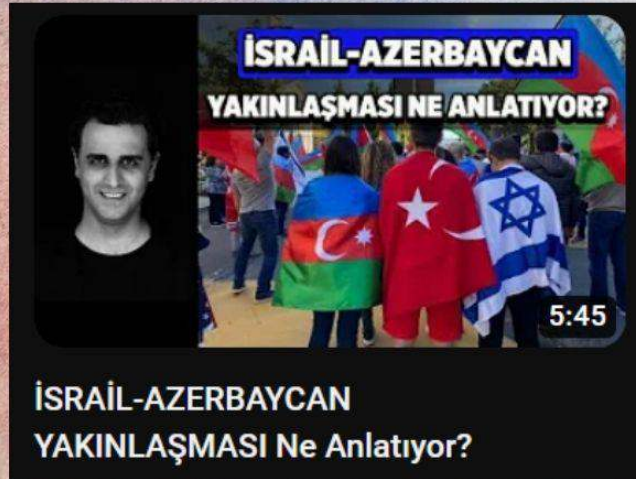 İSRAİL-AZERBAYCAN
YAKINLAŞMASI NE ANLATIYOR?
5:45
İSRAİL-AZERBAYCAN
YAKINLAŞMASI Ne Anlatıyor?